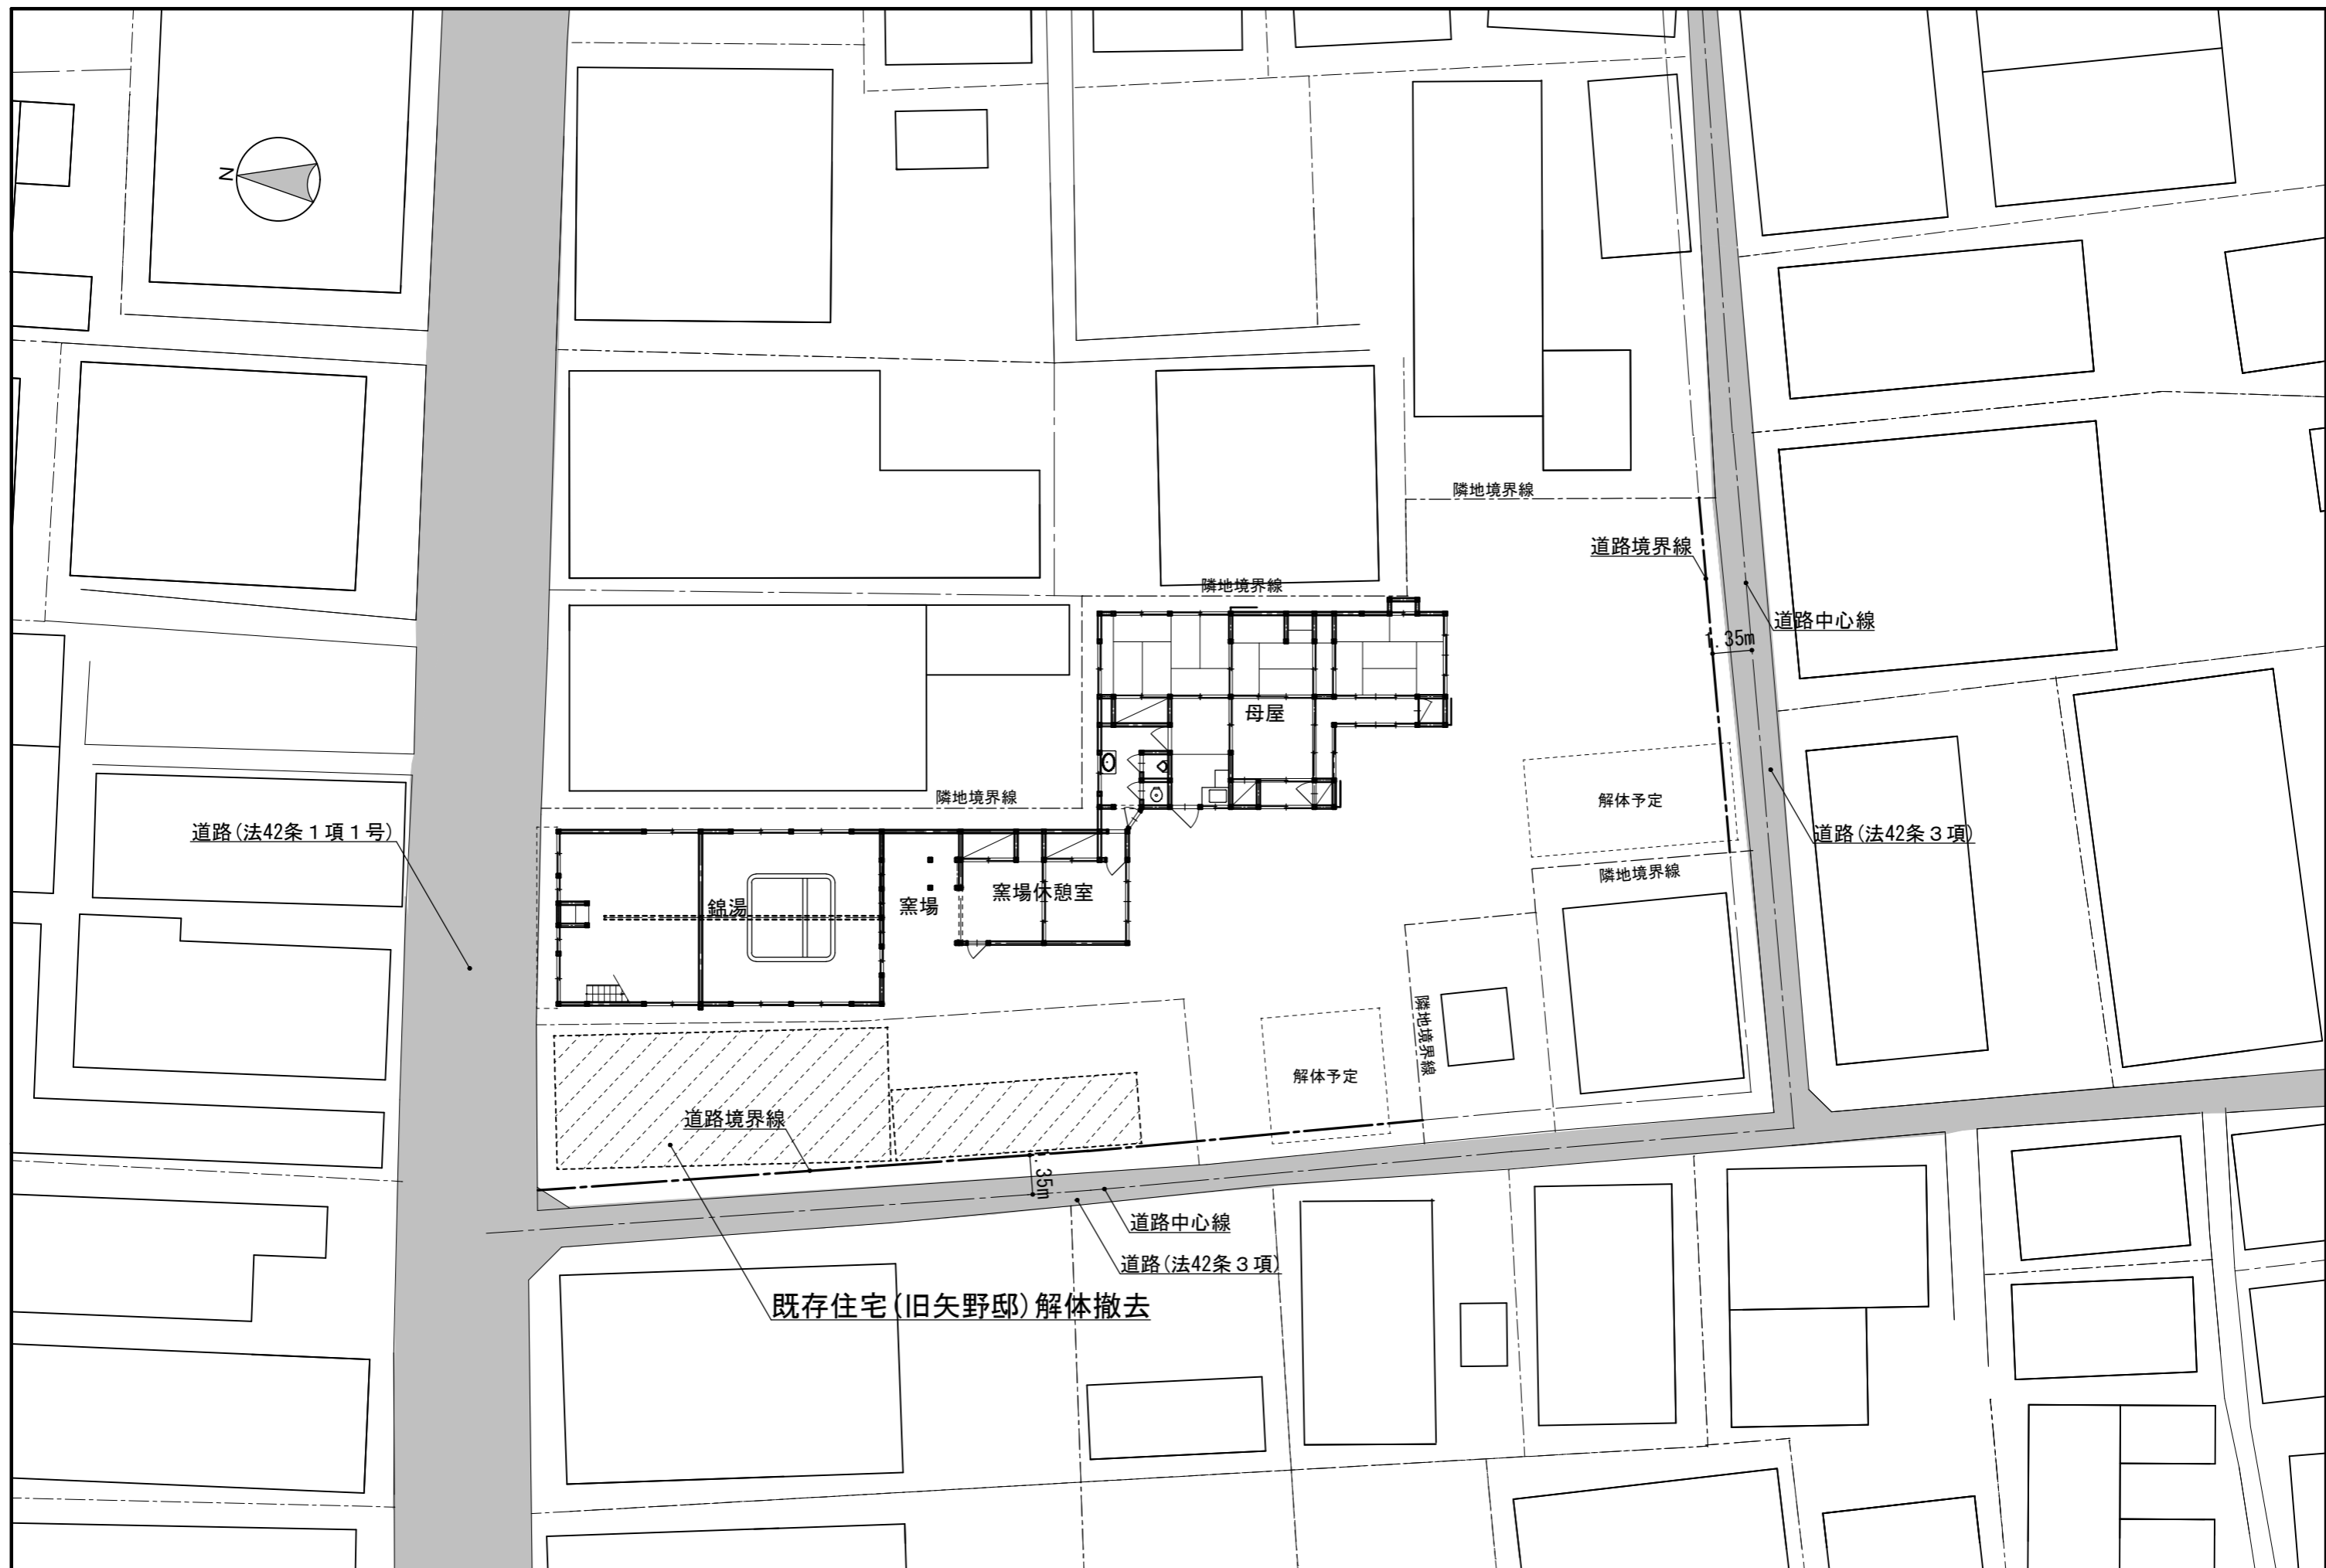 N
隣地境界線
道路境界線
隣地境界線
道路中心線
1.35m
母屋
隣地境界線
解体予定
道路(法42条1項1号)
道路(法42条3項)
隣地境界線
窯場休憩室
錦湯
窯場
隣地境界線
解体予定
道路境界線
.35m
道路中心線
道路(法42条3項)
既存住宅(旧矢野邸)解体撤去